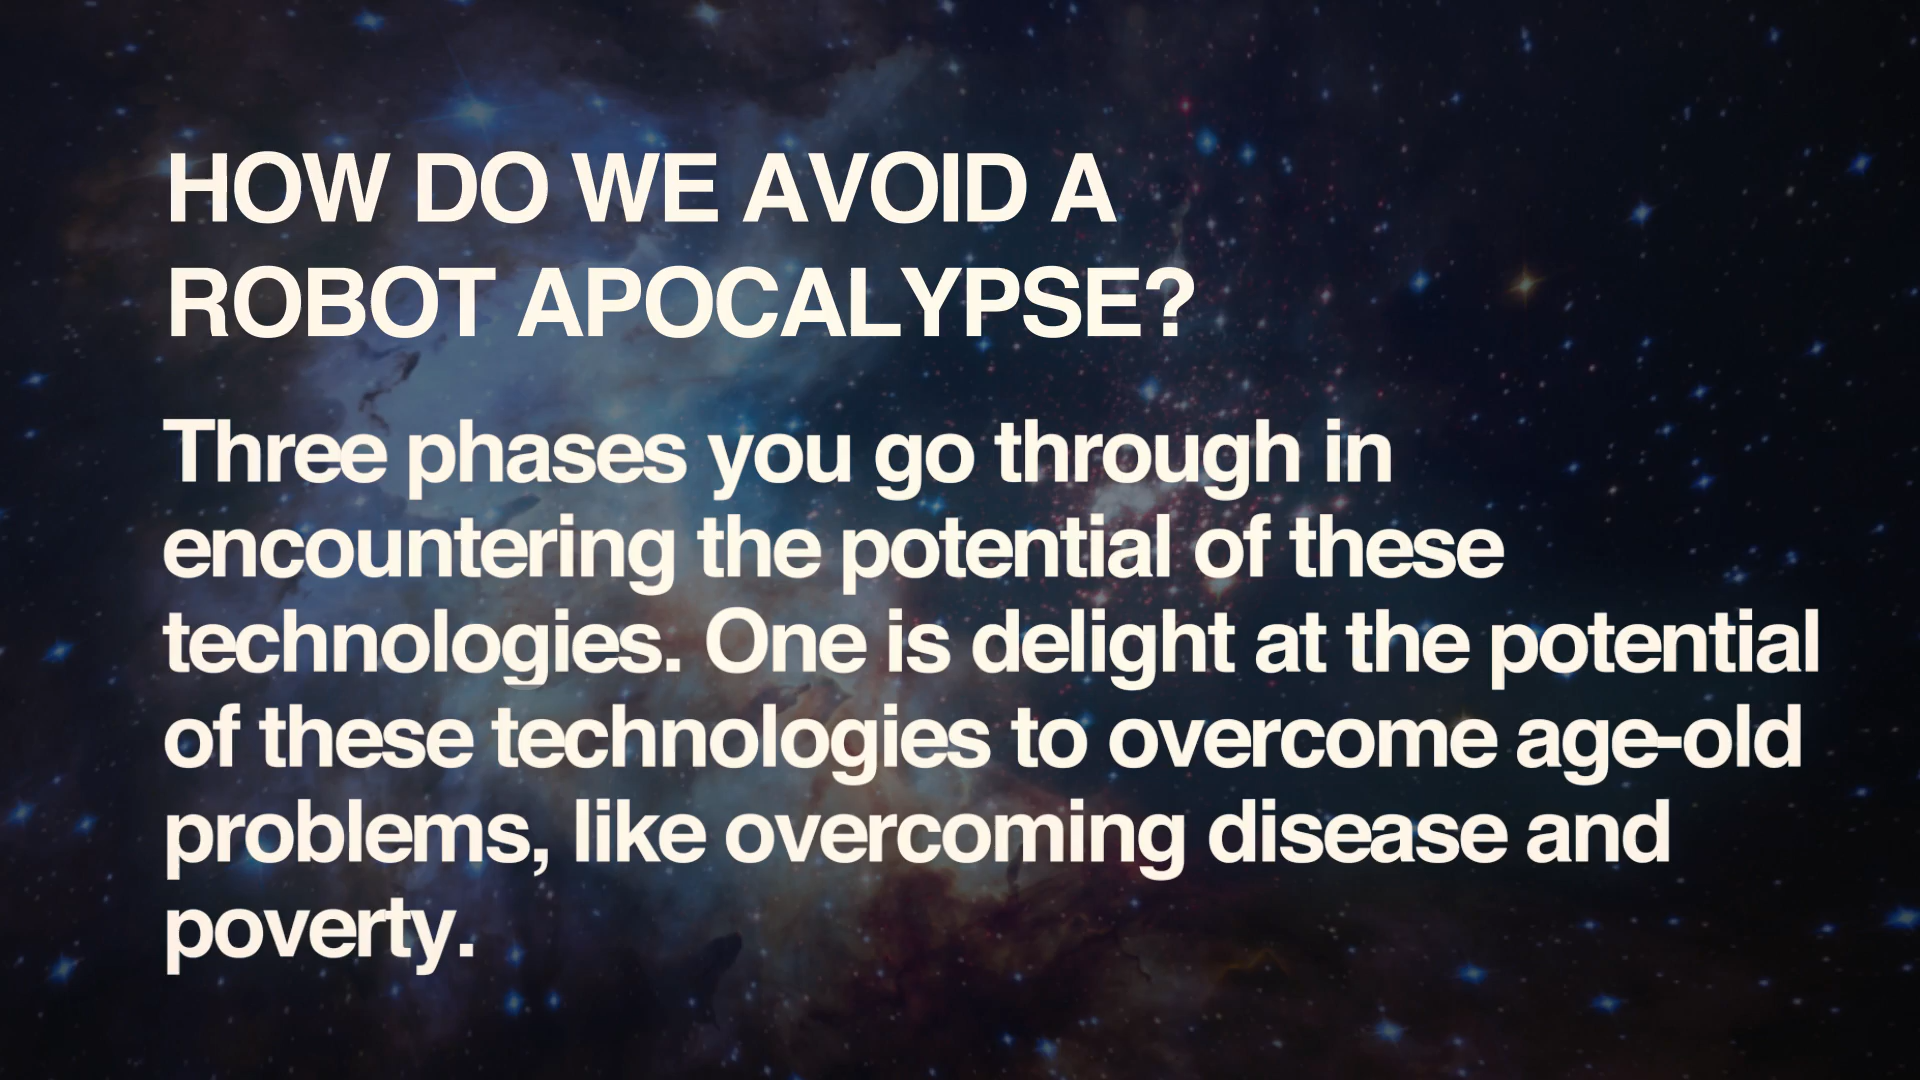 HOW DO WE AVOID A
ROBOT APOCALYPSE?
Three phases you go through in
encountering the potential of these
technologies. One is delight at the potential
of these technologies to overcome age-old
problems, like overcoming disease and
poverty.